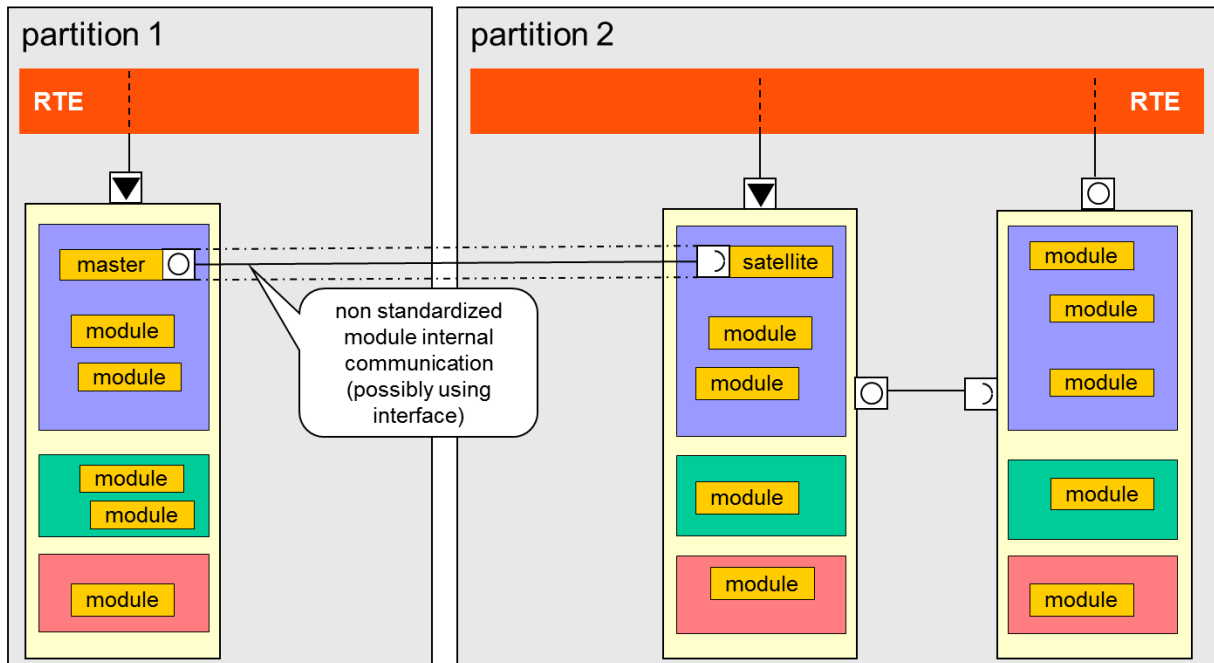 partition 1
RTE
master
module
module
module
module
module
non standardized
module internal
communication
(possibly using
interface)
partition 2
RTE
satellite
module
module
module
module
module
module
module
module
module